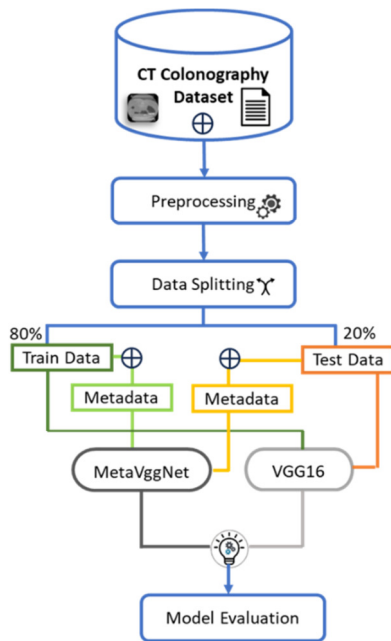 CT Colonography
Dataset
Preprocessing
Data Splitting
80%
20%
Train Data
Test Data
Metadata
Metadata
MetaVggNet
VGG16
Model Evaluation